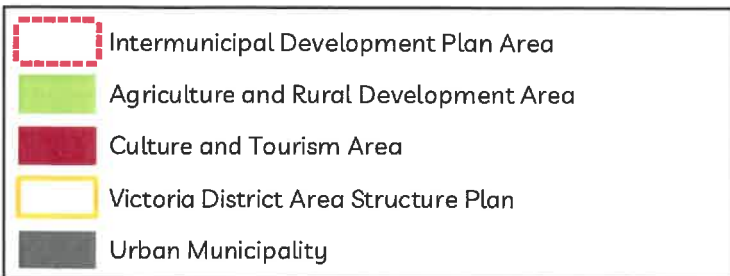 Intermunicipal Development Plan Area
Agriculture and Rural Development Area
Culture and Tourism Area
Victoria District Area Structure Plan
Urban Municipality